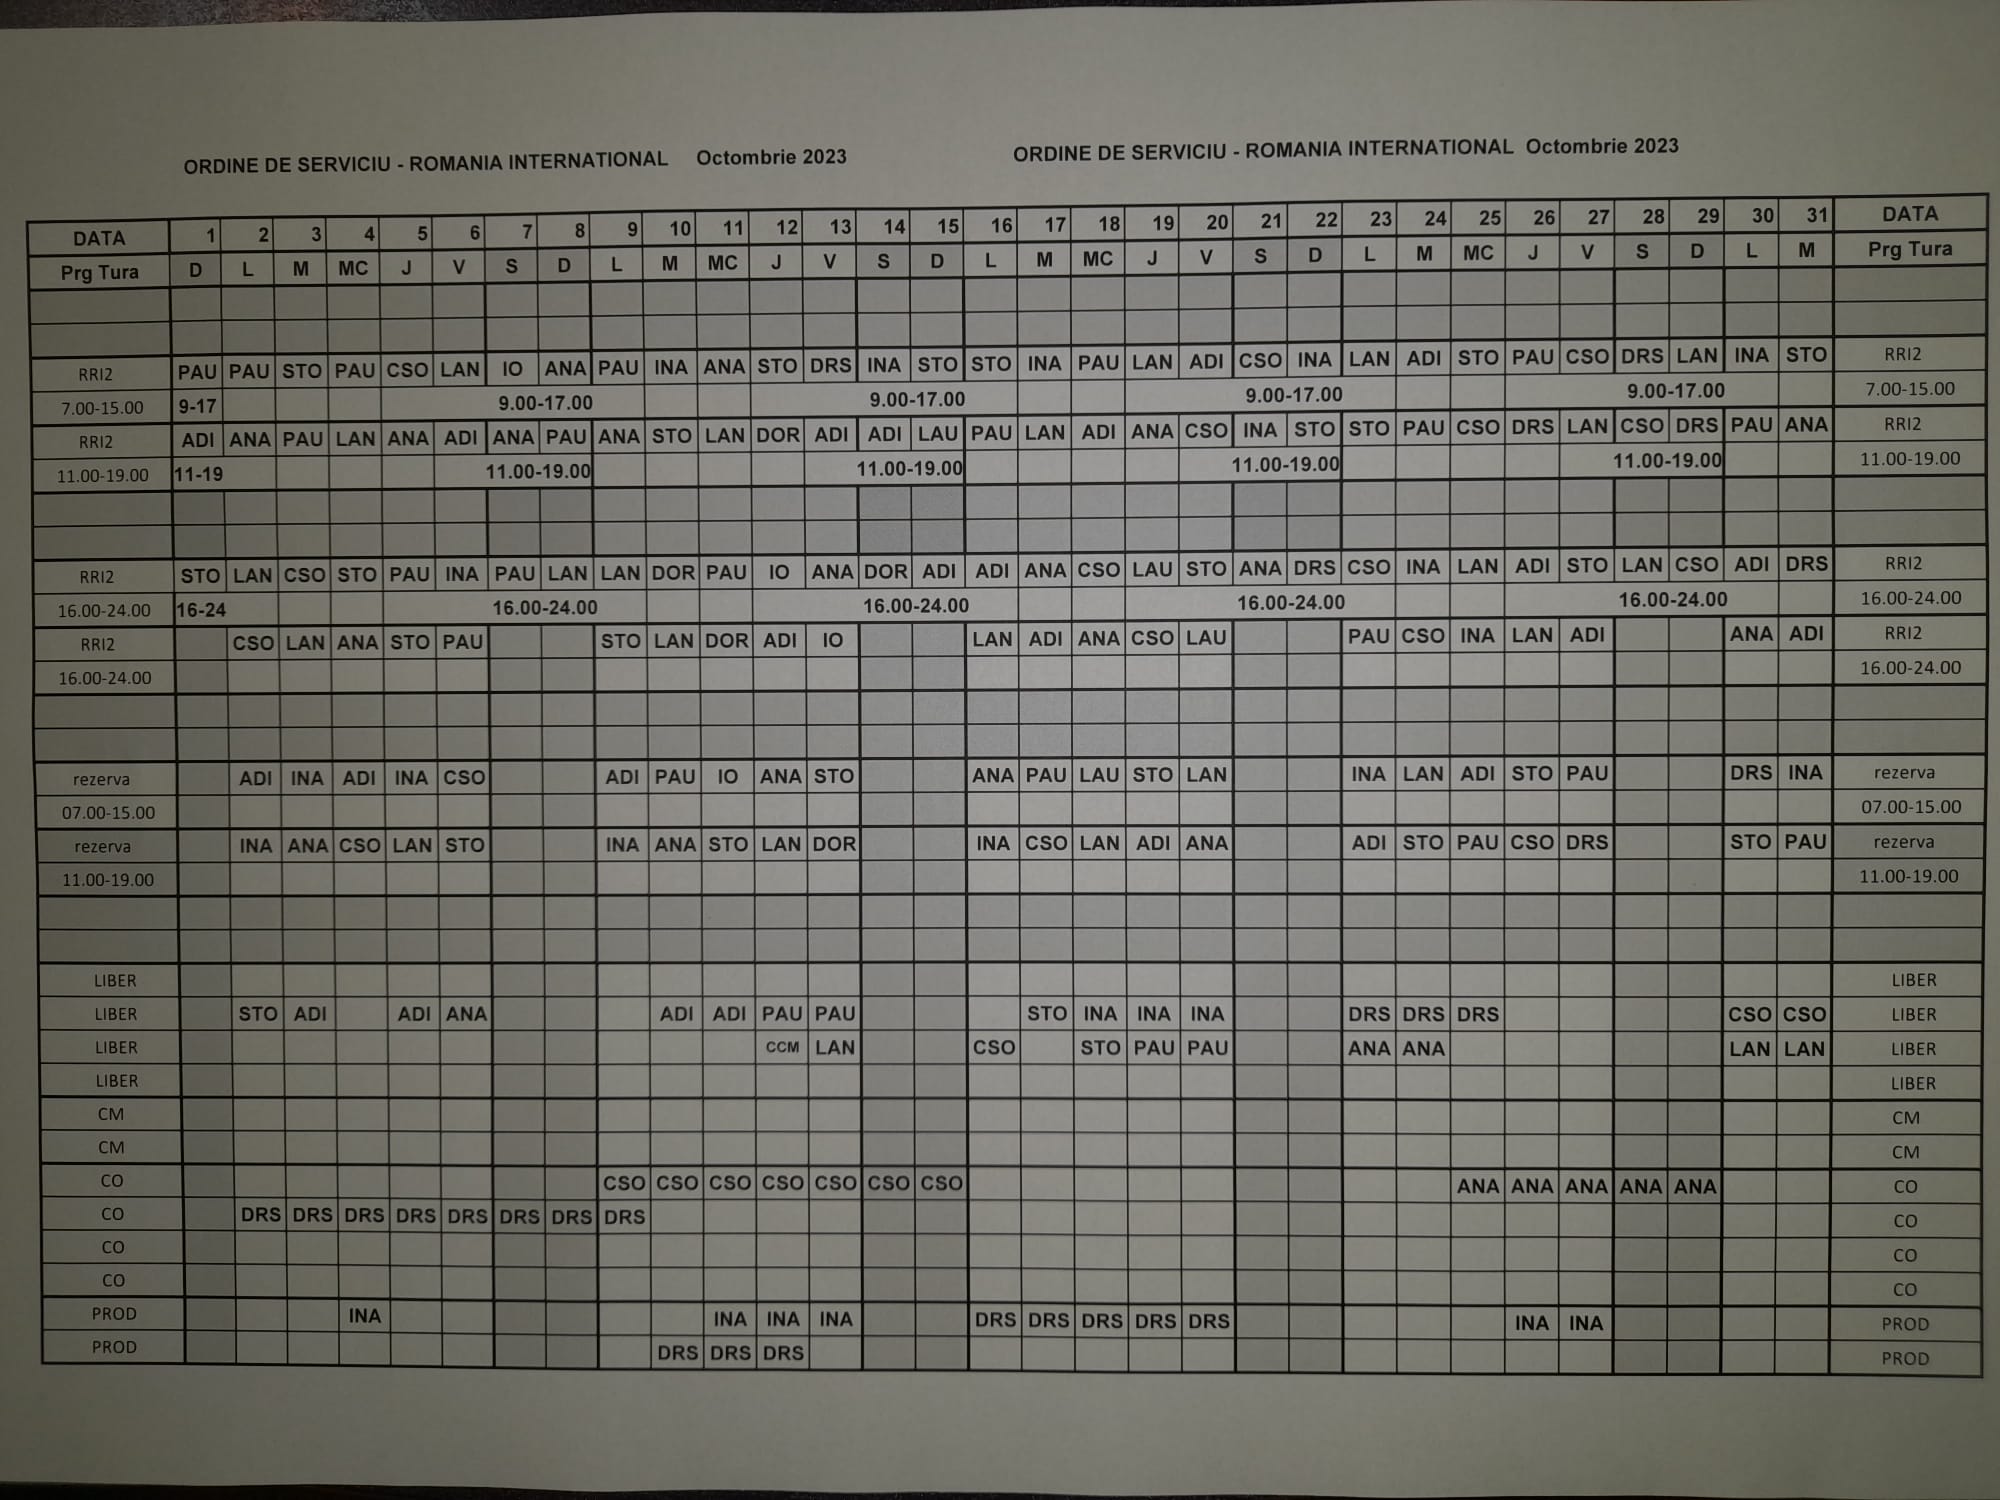 ORDINE DE SERVICIU - ROMANIA INTERNATIONAL Octombrie 2023 ORDINE DE SERVICIU - ROMANIA INTERNATIONAL Octombrie 2023
DATA 1 2 3 4 5 6 7 8 9 10 11 12 13 14 15 16 17 18 19 20 21 22 23 24 25 26 27 28 29 30 31 DATA
Prg Tura D L M MC J V S D L M MC J V S D L M MC J V S D L M MC J V S D L M Prg Tura
RRI2 PAU PAU STO PAU CSO LAN IO ANA PAU INA ANA STO DRS INA STO STO INA PAU LAN ADI CSO INA LAN ADI STO PAU CSO DRS LAN INA STO RRI2
7.00-15.00 9-17 9.00-17.00 9.00-17.00 9.00-17.00 9.00-17.00 7.00-15.00
RRI2 ADI ANA PAU LAN ANA ADI ANA PAU ANA STO LAN DOR ADI ADI LAU PAU LAN ADI ANA CSO INA STO STO PAU CSO DRS LAN CSO DRS PAU ANA RRI2
11.00-19.00 11-19 11.00-19.00 11.00-19.00 11.00-19.00 11.00-19.00 11.00-19.00
RRI2 STO LAN CSO STO PAU INA PAU LAN LAN DOR PAU IO ANA DOR ADI ADI ANA CSO LAU STO ANA DRS CSO INA LAN ADI STO LAN CSO ADI DRS RRI2
16.00-24.00 16-24 16.00-24.00 16.00-24.00 16.00-24.00 16.00-24.00 16.00-24.00
RRI2 CSO LAN ANA STO PAU STO LAN DOR ADI IO LAN ADI ANA CSO LAU PAU CSO INA LAN ADI ANA ADI RRI2
16.00-24.00 16.00-24.00
rezerva ADI INA ADI INA CSO ADI PAU IO ANA STO ANA PAU LAU STO LAN INA LAN ADI STO PAU DRS INA rezerva
07.00-15.00 07.00-15.00
rezerva INA ANA CSO LAN STO INA ANA STO LAN DOR INA CSO LAN ADI ANA ADI STO PAU CSO DRS STO PAU rezerva
11.00-19.00 11.00-19.00
LIBER LIBER
LIBER STO ADI ADI ANA ADI ADI PAU PAU STO INA INA INA DRS DRS DRS CSO CSO LIBER
LIBER CCM LAN CSO STO PAU PAU ANA ANA LAN LAN LIBER
LIBER LIBER
CM CM
CM CM
CO CSO CSO CSO CSO CSO CSO CSO ANA ANA ANA ANA ANA CO
CO DRS DRS DRS DRS DRS DRS DRS DRS CO
CO CO
CO CO
PROD INA INA INA INA DRS DRS DRS DRS DRS INA INA PROD
PROD DRS DRS DRS PROD